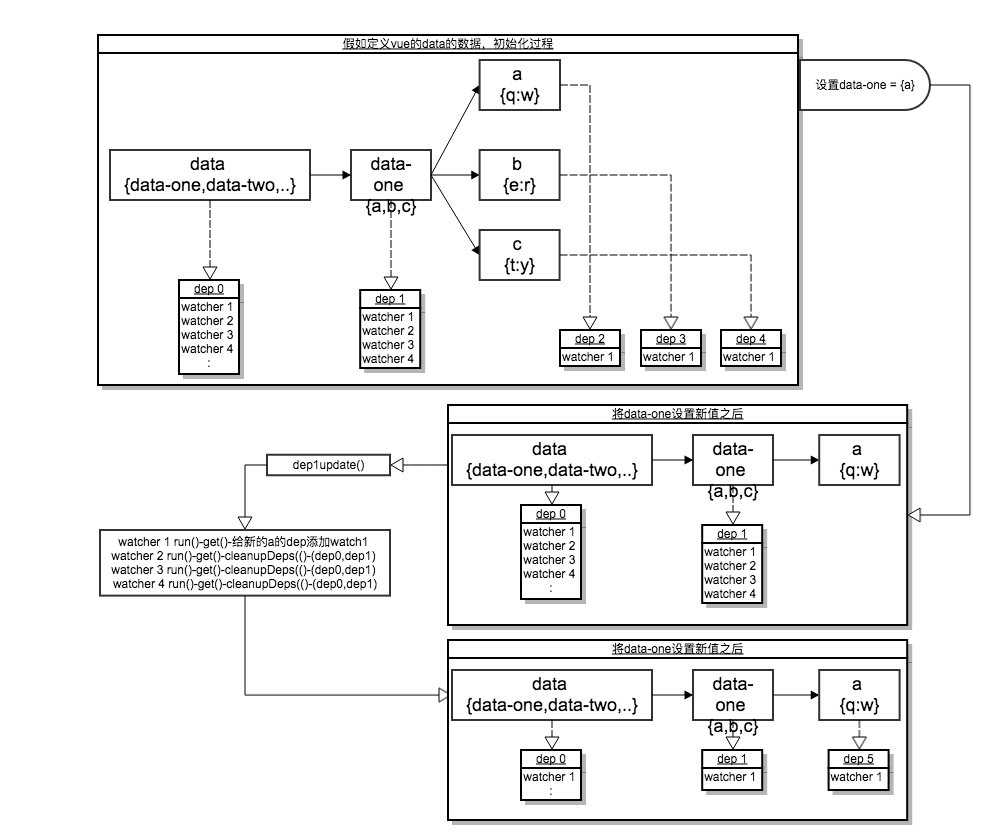 假如定义vue的data的数据，初始化过程
a
{q:w}
设置data-one = {a}
data
{data-one,data-two,..}
data-
one
{a,b,c}
b
{e:r}
c
{t:y}
dep 0
watcher 1
watcher 2
watcher 3
watcher 4
:
dep 1
watcher 1
watcher 2
watcher 3
watcher 4
dep 2
watcher 1
dep 3
watcher 1
dep 4
watcher 1
将data-one设置新值之后
data
{data-one,data-two,..}
data-
one
{a,b,c}
a
{q:w}
dep 0
watcher 1
watcher 2
watcher 3
watcher 4
:
dep 1
watcher 1
watcher 2
watcher 3
watcher 4
dep1update()
watcher 1 run()-get()-给新的a的dep添加watch1
watcher 2 run()-get()-cleanupDeps(()-(dep0,dep1)
watcher 3 run()-get()-cleanupDeps(()-(dep0,dep1)
watcher 4 run()-get()-cleanupDeps(()-(dep0,dep1)
将data-one设置新值之后
data
{data-one,data-two,..}
data-
one
{a,b,c}
a
{q:w}
dep 0
watcher 1
:
dep 1
watcher 1
dep 5
watcher 1